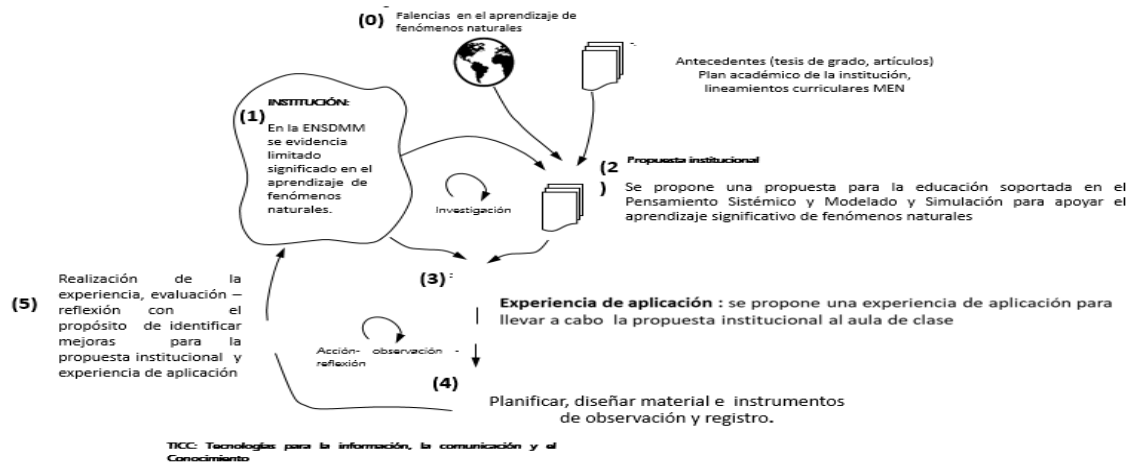 (0)
Falencias en el aprendizaje de
fenómenos naturales
Antecedentes (tesis de grado, artículos)
Plan académico de la institución,
lineamientos curriculares MEN
INSTITUCIÓN:
(1)
En la ENSDMM
se evidencia
limitado
significado en el
aprendizaje de
fenómenos
naturales.
Investigación
(2
)
Propuesta institucional
Se propone una propuesta para la educación soportada en el
Pensamiento Sistémico y Modelado y Simulación para apoyar el
aprendizaje significativo de fenómenos naturales
(3)
Experiencia de aplicación : se propone una experiencia de aplicación para
llevar a cabo la propuesta institucional al aula de clase
Acción- observación -
reflexión
(4)
Planificar, diseñar material e instrumentos
de observación y registro.
(5)
Realización de la
experiencia, evaluación –
reflexión con el
propósito de identificar
mejoras para la
propuesta institucional y
experiencia de aplicación
TICC: Tecnologías para la información, la comunicación y el
Conocimiento